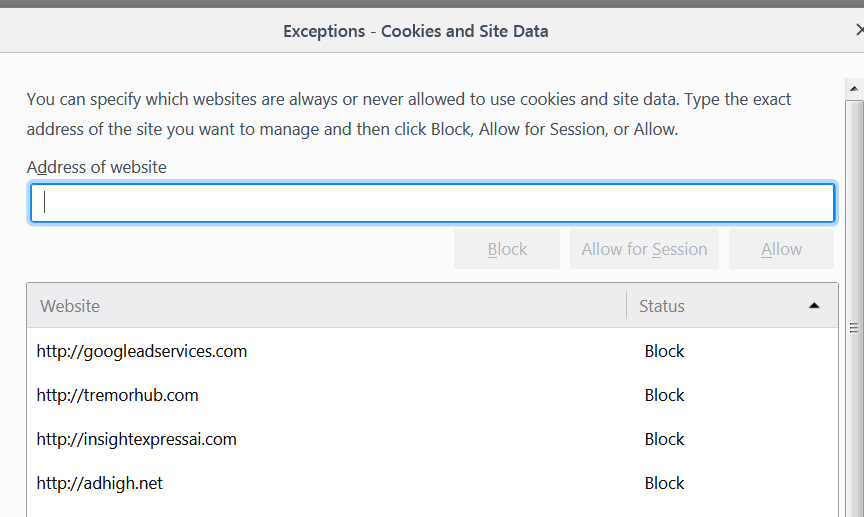 Exceptions - Cookies and Site Data
You can specify which websites are always or never allowed to use cookies and site data. Type the exact
address of the site you want to manage and then click Block, Allow for Session, or Allow.
Address of website
Block Allow for Session Allow
Website Status
http://googleadservices.com Block
http://tremorhub.com Block
http://insightexpressai.com Block
http://adhigh.net Block